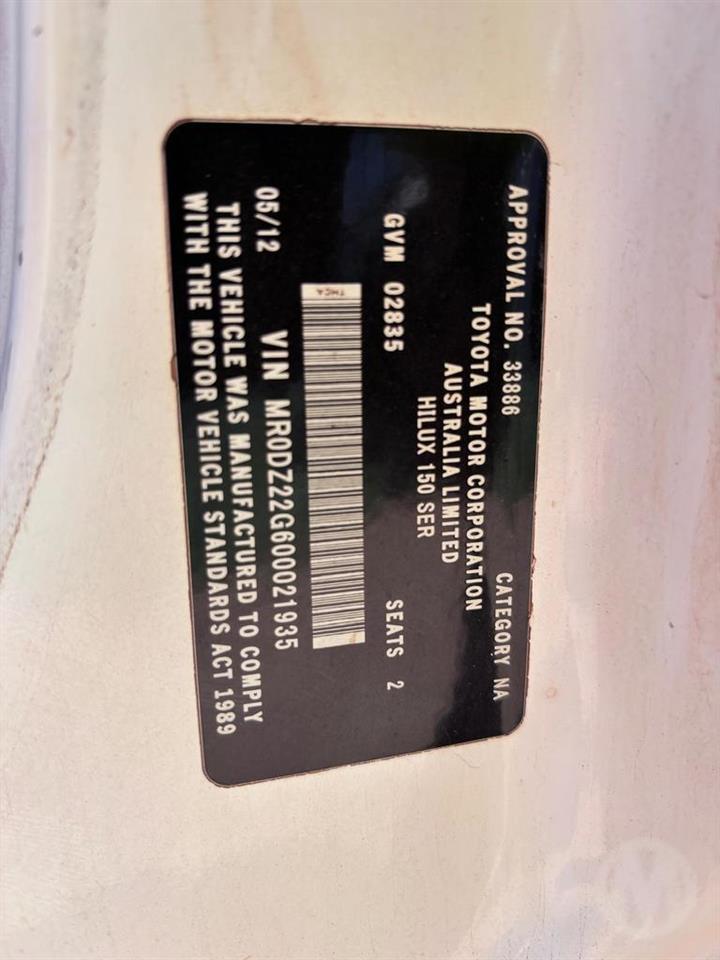 APPROVAL NO. 33886 CATEGORY NA
TOYOTA MOTOR CORPORATION
AUSTRALIA LIMITED
HILUX 150 SER
GVM 02835 SEATS 2
TMCA
VIN MR0DZ22G600021935
05/12
THIS VEHICLE WAS MANUFACTURED TO COMPLY
WITH THE MOTOR VEHICLE STANDARDS ACT 1989
M